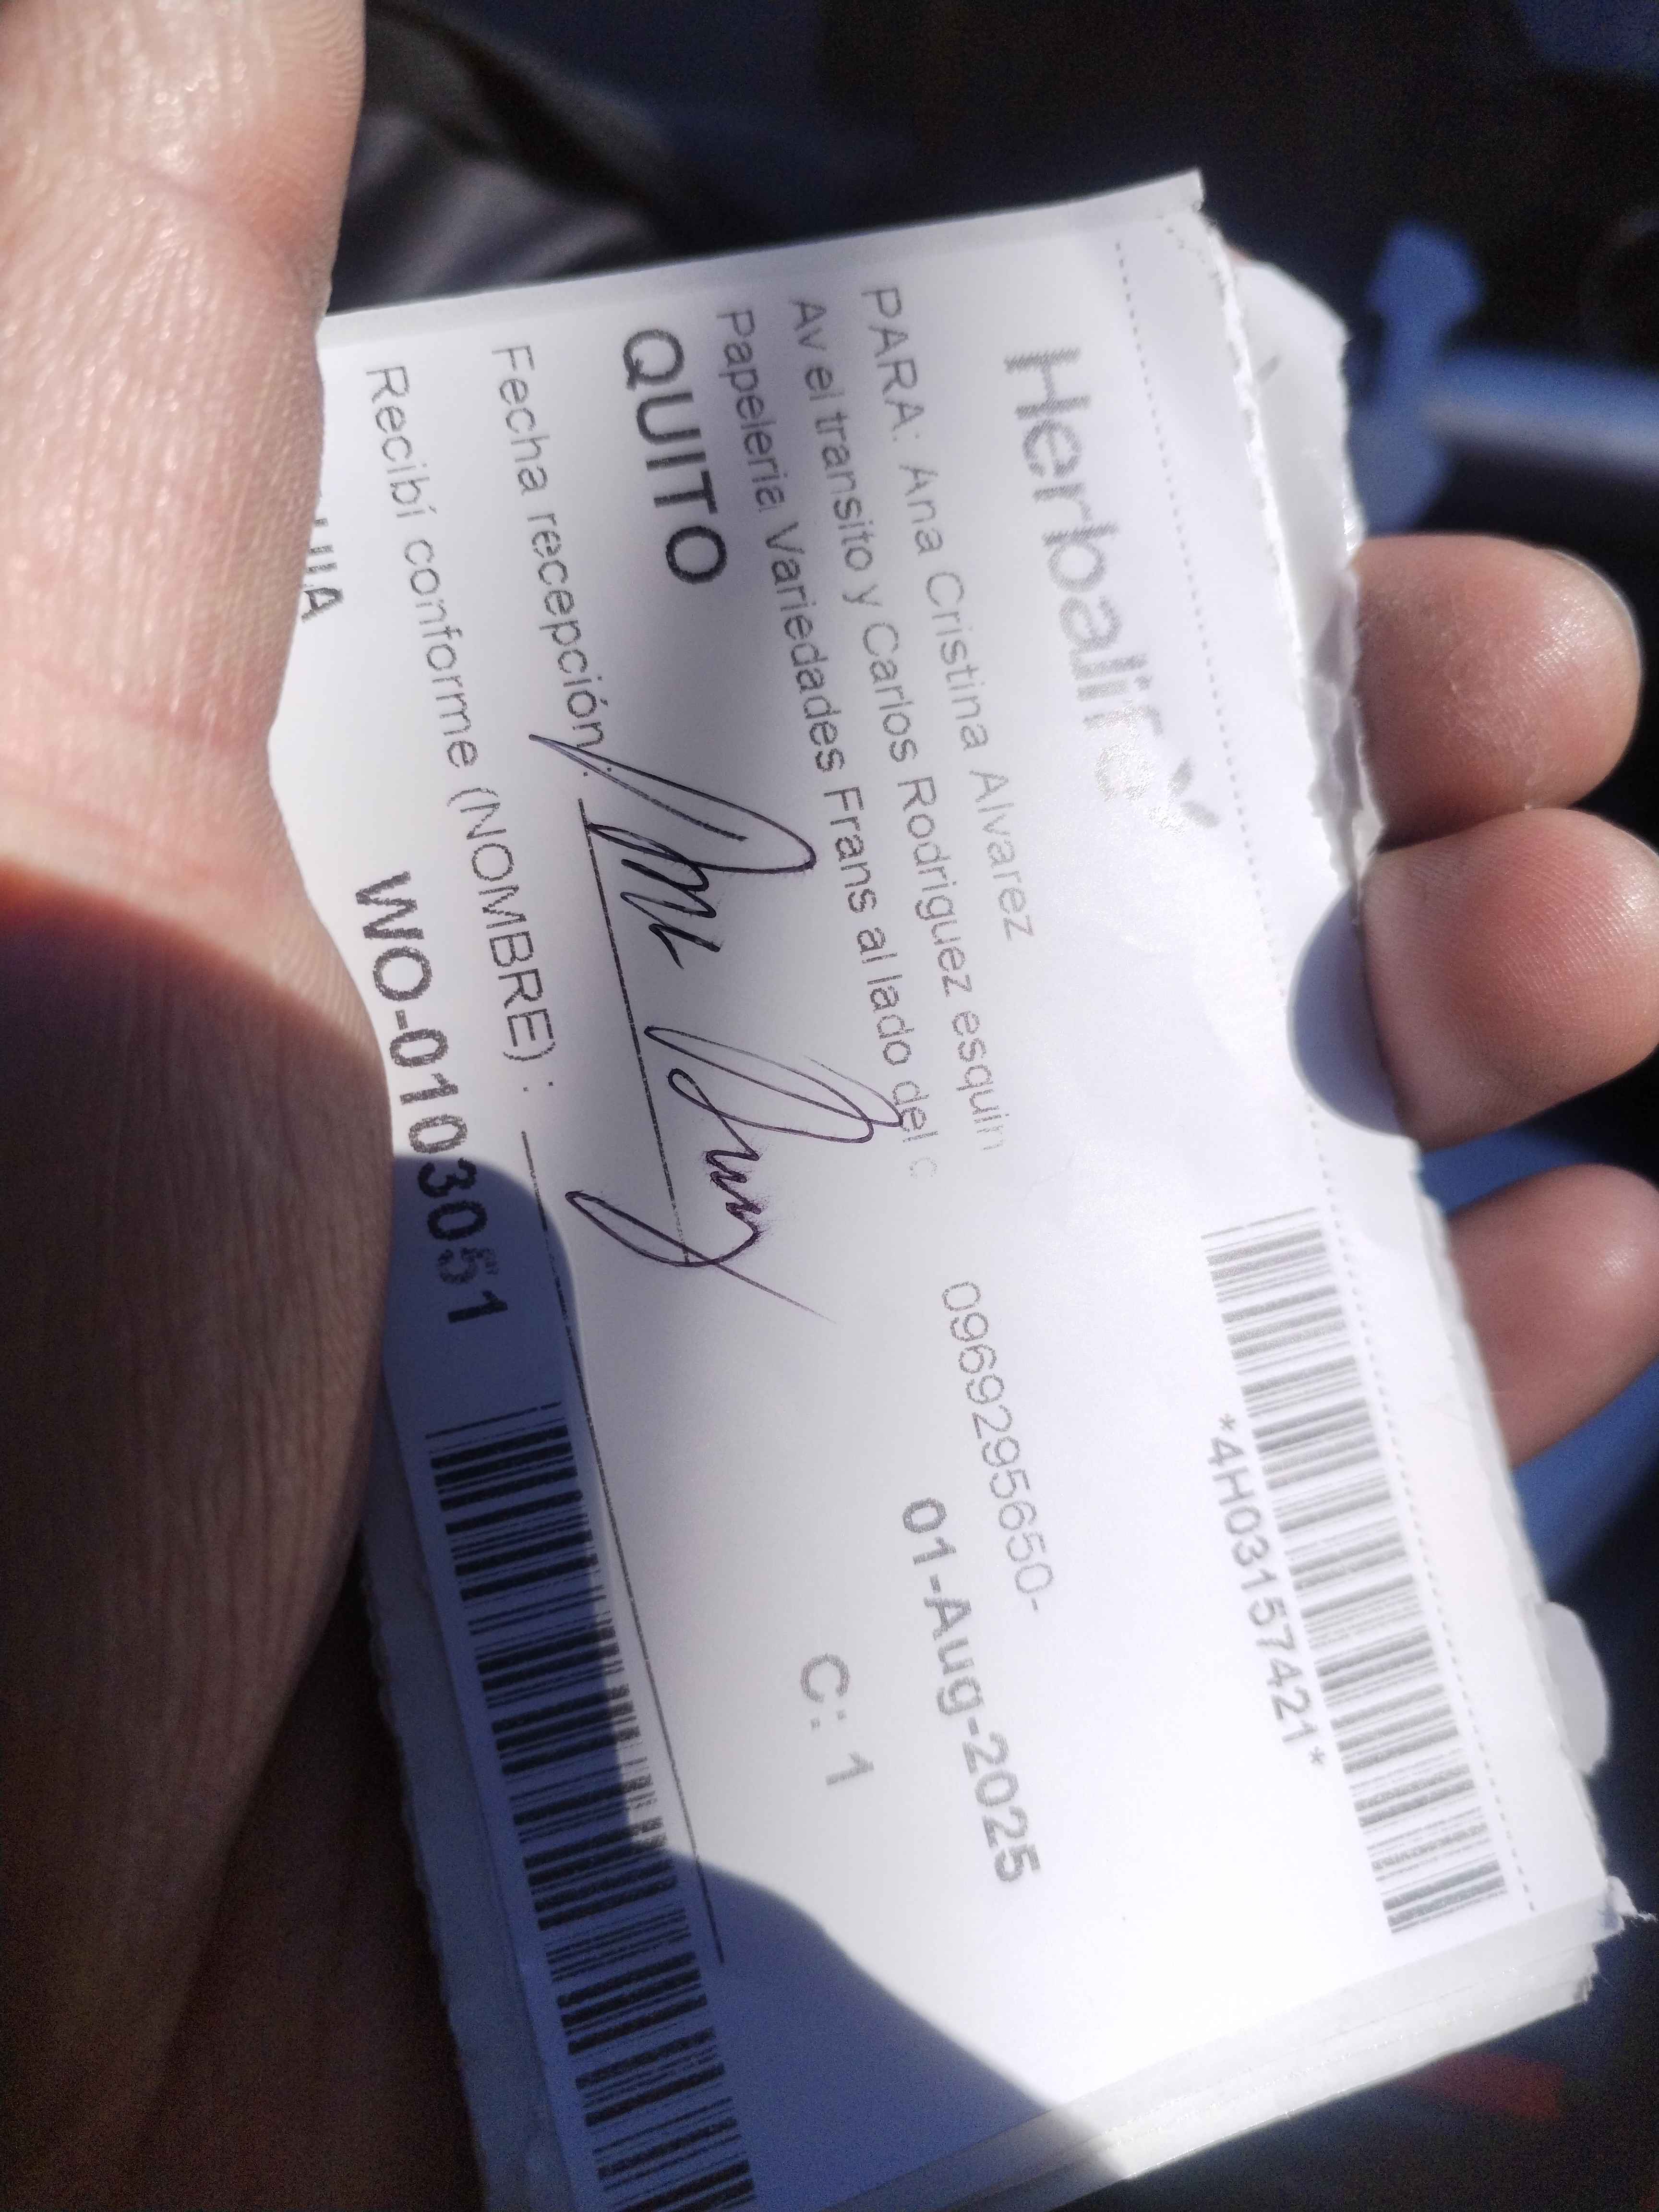 Herbalife
*4H03157421*
PARA: Ana Cristina Alvarez
0969295650-
Av el transito y Carlos Rodriguez esquin
01-Aug-2025
Papeleria Variedades Frans al lado del c
QUITO
C: 1
Fecha recepción:
Recibí conforme (NOMBRE) :
WO-0103051